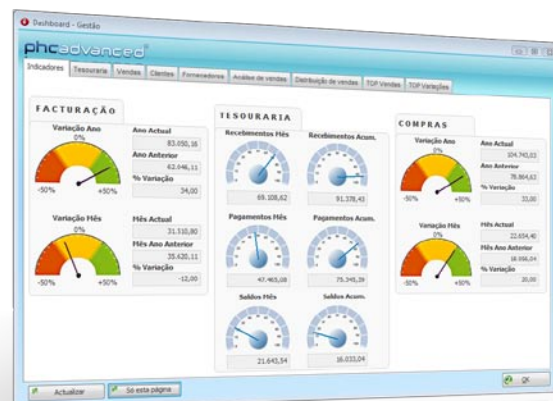 Dashboard - Gestão
phcadvanced
Indicadores Tesouraria Vendas Clientes Fornecedores Análise de vendas Distribuição de vendas TOP Vendas TOP Variações
FACTURAÇÃO
Variação Ano
0%
-50% +50%
Ano Actual
83.050,16
Ano Anterior
62.046,11
% Variação
34,00
Variação Mês
0%
-50% +50%
Mês Actual
31.310,80
Mês Ano Anterior
35.620,11
% Variação
-12,00
TESOURARIA
Recebimentos Mês Recebimentos Acum.
69.108,62 91.378,43
Pagamentos Mês Pagamentos Acum.
47.465,08 75.345,39
Saldos Mês Saldos Acum.
21.643,54 16.033,04
COMPRAS
Variação Ano
0%
-50% +50%
Ano Actual
104.743,03
Ano Anterior
78.864,63
% Variação
33,00
Variação Mês
0%
-50% +50%
Mês Actual
22.654,40
Mês Ano Anterior
% Variação
20,00
Actualizar Só esta página OK